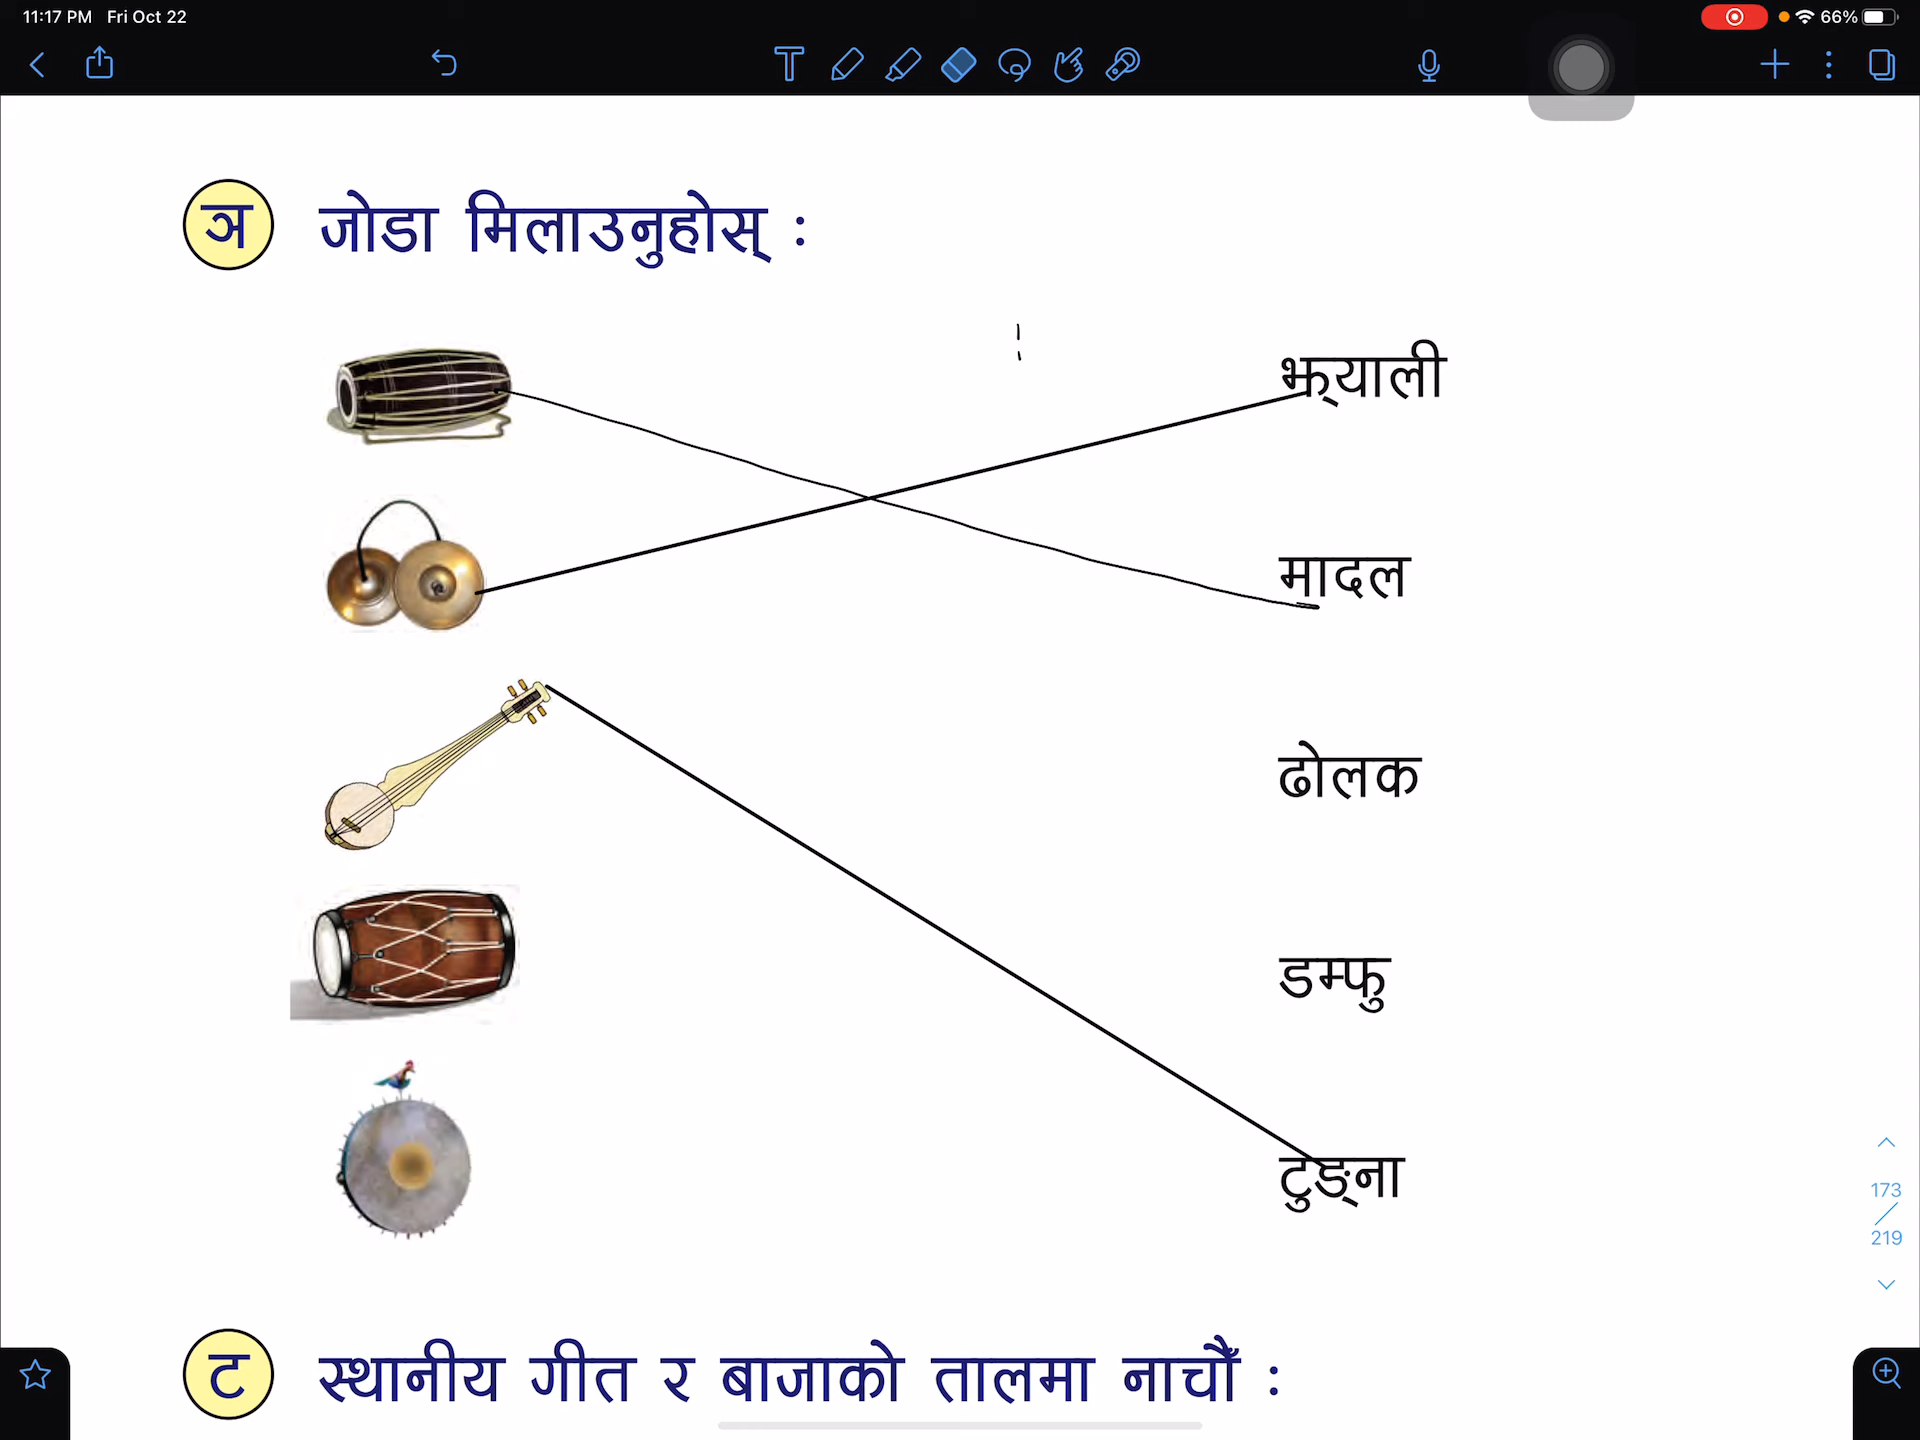 11:17 PM Fri Oct 22 66%
ञ जोडा मिलाउनुहोस् :
झ्याली
मादल
ढोलक
डम्फु
टुङ्ना
173
219
ट स्थानीय गीत र बाजाको तालमा नाचौँ :